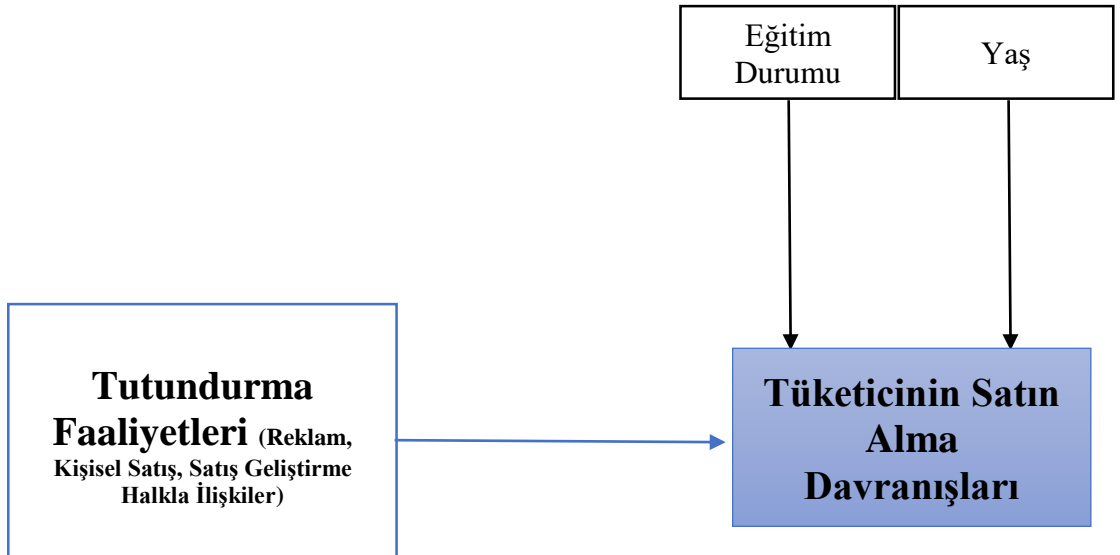 Eğitim
Durumu
Yaş
Tutundurma
Faaliyetleri (Reklam,
Kişisel Satış, Satış Geliştirme
Halkla İlişkiler)
Tüketicinin Satın
Alma
Davranışları